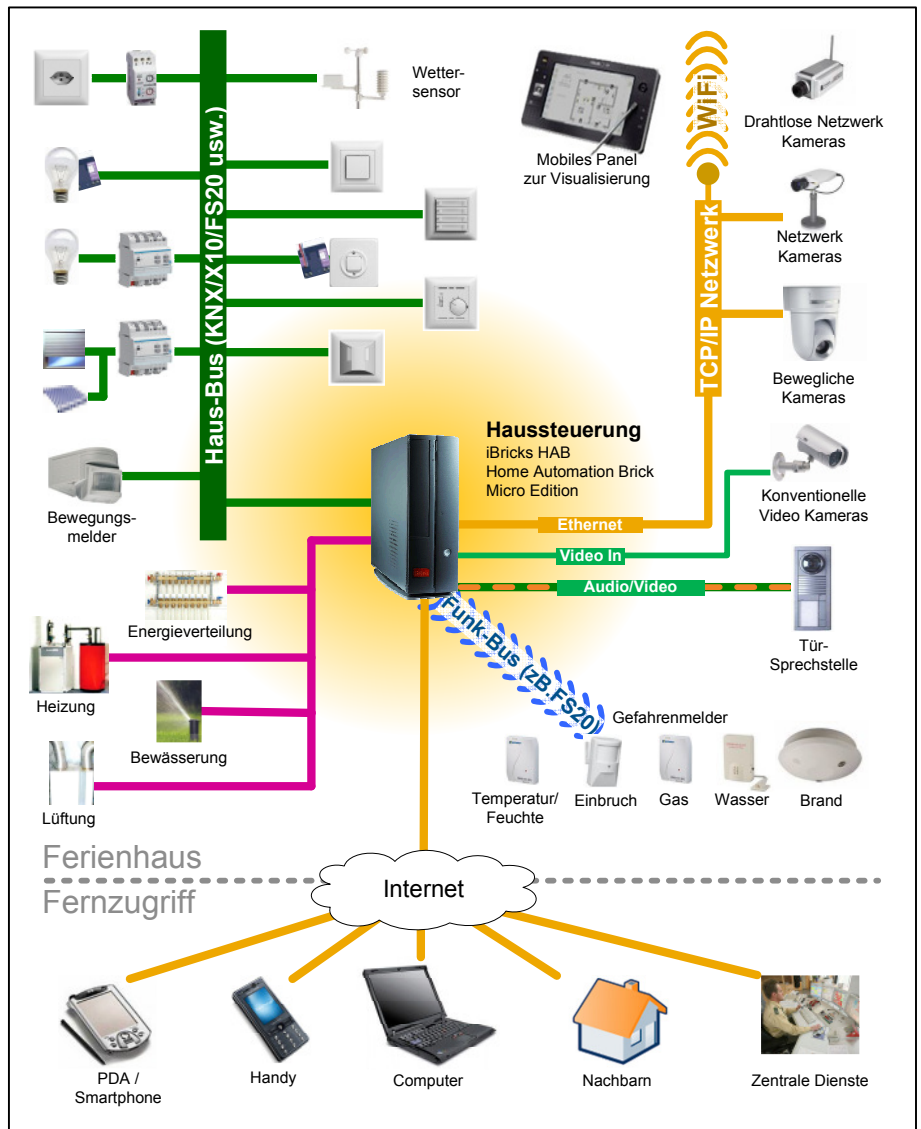 Haus-Bus (KNX/X10/FS20 usw.)
Wetter-
sensor
Mobiles Panel
zur Visualisierung
WiFi
TCP/IP Netzwerk
Drahtlose Netzwerk
Kameras
Netzwerk
Kameras
Bewegliche
Kameras
Konventionelle
Video Kameras
Tür-
Sprechstelle
Haussteuerung
iBricks HAB
Home Automation Brick
Micro Edition
Ethernet
Video In
Audio/Video
Bewegungs-
melder
Energieverteilung
Heizung
Bewässerung
Lüftung
Funk-Bus (zB.FS20)
Gefahrenmelder
Temperatur/
Feuchte
Einbruch
Gas
Wasser
Brand
Ferienhaus
Fernzugriff
Internet
PDA /
Smartphone
Handy
Computer
Nachbarn
Zentrale Dienste